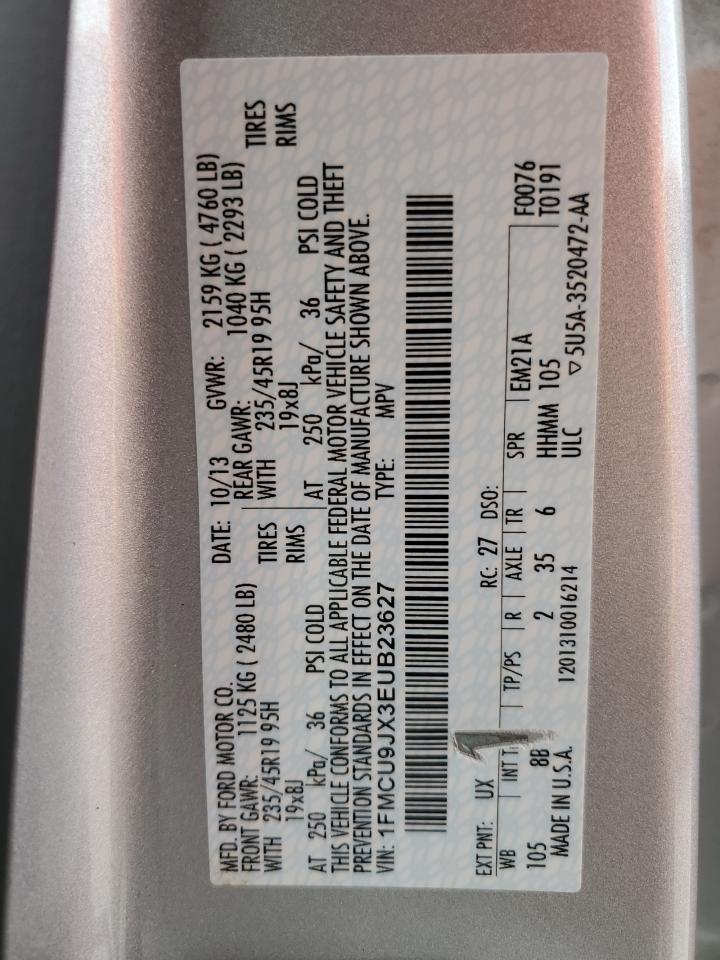 MFD. BY FORD MOTOR CO. DATE: 10/13 GVWR: 2159 KG ( 4760 LB)
FRONT GAWR: 1125 KG ( 2480 LB) REAR GAWR: 1040 KG ( 2293 LB)
WITH 235/45R19 95H TIRES WITH 235/45R19 95H TIRES
19x8J RIMS 19x8J RIMS
AT 250 kPa/ 36 PSI COLD AT 250 kPa/ 36 PSI COLD
THIS VEHICLE CONFORMS TO ALL APPLICABLE FEDERAL MOTOR VEHICLE SAFETY AND THEFT
PREVENTION STANDARDS IN EFFECT ON THE DATE OF MANUFACTURE SHOWN ABOVE.
VIN: 1FMCU9JX3EUB23627 TYPE: MPV
EXT PNT: UX RC: 27 DSO: F0076
WB INT T TP/PS R AXLE TR SPR EM21A T0191
105 8B 2 35 6 HHMM 105
MADE IN U.S.A. 1201310016214 ULC ▽5U5A-3520472-AA